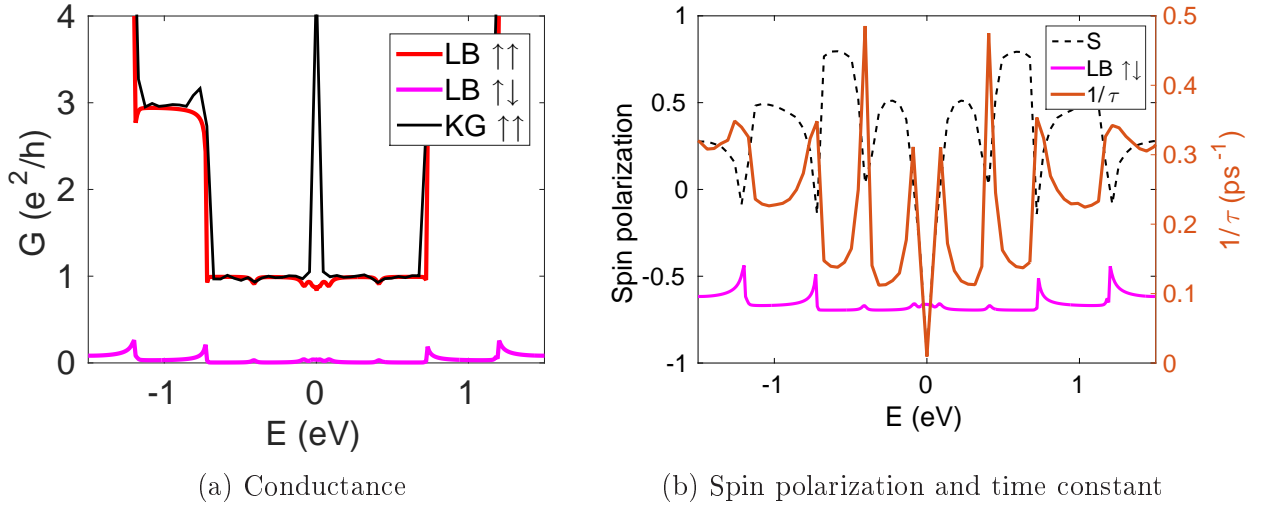 4
3
2
1
0
G (e²/h)
LB ↑↑
LB ↑↓
KG ↑↑
-1
0
1
E (eV)
(a) Conductance
1
0.5
0
-0.5
-1
Spin polarization
S
LB ↑↓
1/τ
0.5
0.4
0.3
0.2
0.1
0
1/τ (ps⁻¹)
-1
0
1
E (eV)
(b) Spin polarization and time constant